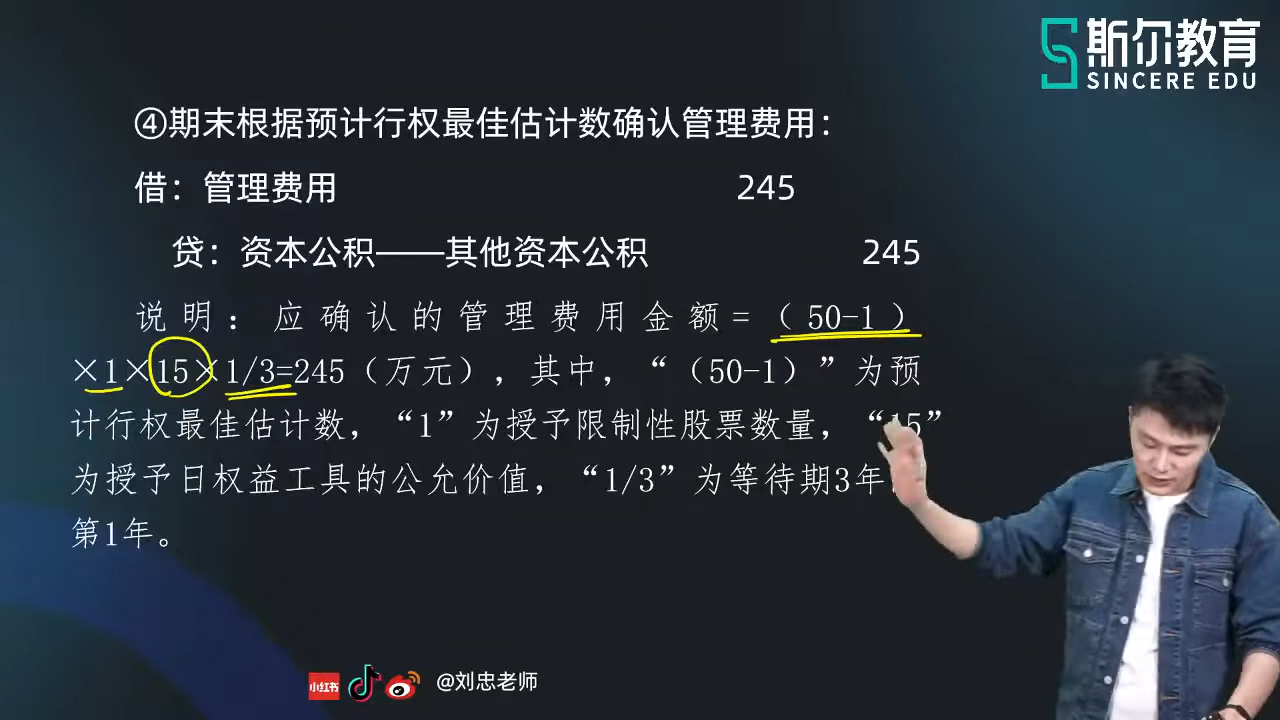 斯尔教育
SINCERE EDU
④期末根据预计行权最佳估计数确认管理费用：
借：管理费用 245
贷：资本公积——其他资本公积 245
说明：应确认的管理费用金额=（50-1）
×1×15×1/3=245（万元），其中，“（50-1）”为预
计行权最佳估计数，“1”为授予限制性股票数量，“15”
为授予日权益工具的公允价值，“1/3”为等待期3年
第1年。
小红书 @刘忠老师